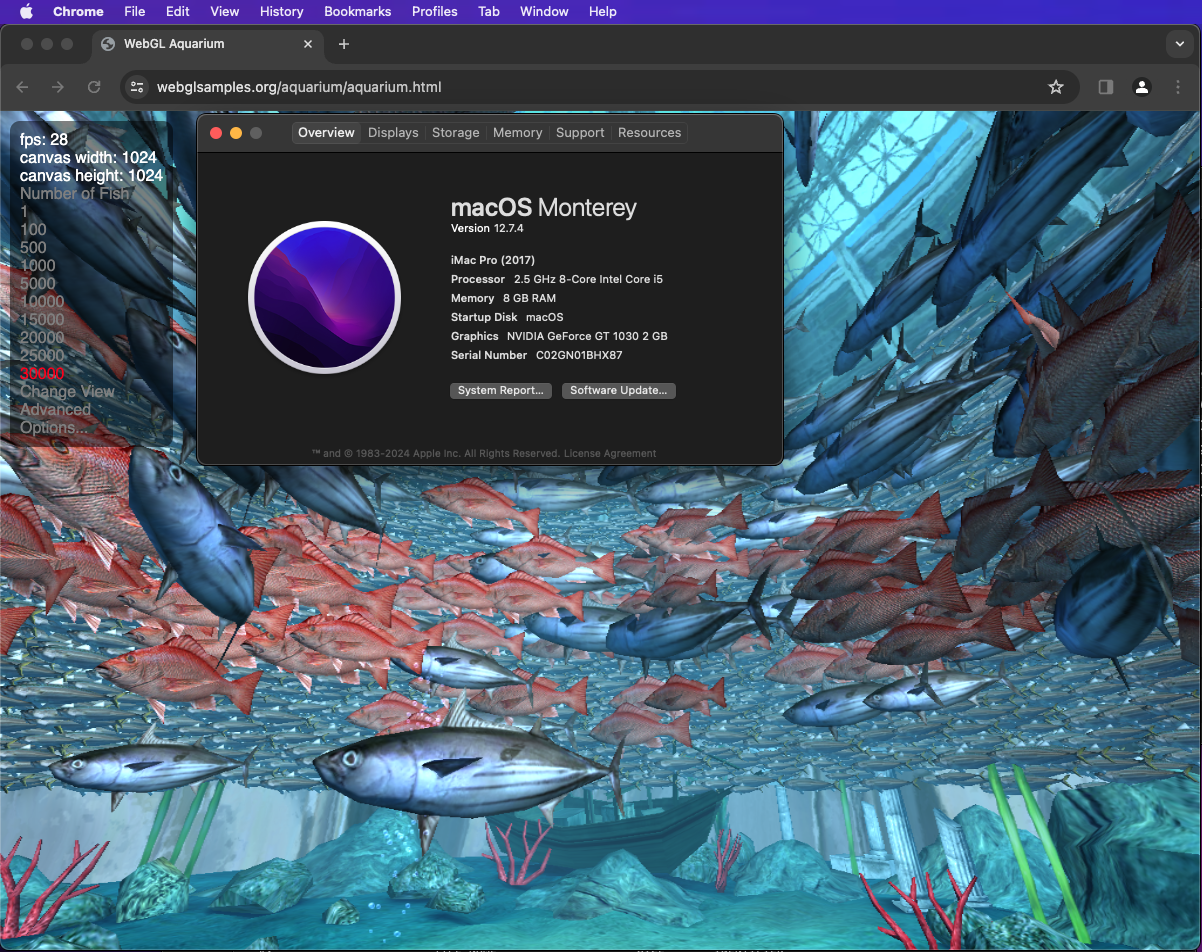 Chrome File Edit View History Bookmarks Profiles Tab Window Help
WebGL Aquarium
webglsamples.org/aquarium/aquarium.html
fps: 28
canvas width: 1024
canvas height: 1024
Number of Fish
1
100
500
1000
5000
10000
15000
20000
25000
30000
Change View
Advanced
Options...
Overview Displays Storage Memory Support Resources
macOS Monterey
Version 12.7.4
iMac Pro (2017)
Processor 2.5 GHz 8-Core Intel Core i5
Memory 8 GB RAM
Startup Disk macOS
Graphics NVIDIA GeForce GT 1030 2 GB
Serial Number C02GN01BHX87
System Report... Software Update...
™ and © 1983-2024 Apple Inc. All Rights Reserved. License Agreement